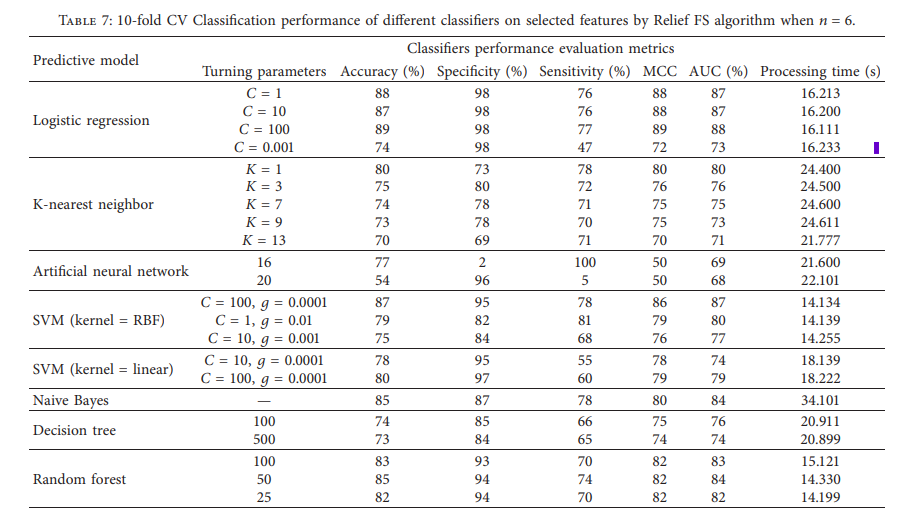 TABLE 7: 10-fold CV Classification performance of different classifiers on selected features by Relief FS algorithm when n = 6.
Predictive model
Classifiers performance evaluation metrics
Turning parameters Accuracy (%) Specificity (%) Sensitivity (%) MCC AUC (%) Processing time (s)
Logistic regression
C = 1 88 98 76 88 87 16.213
C = 10 87 98 76 88 87 16.200
C = 100 89 98 77 89 88 16.111
C = 0.001 74 98 47 72 73 16.233
K-nearest neighbor
K = 1 80 73 78 80 80 24.400
K = 3 75 80 72 76 76 24.500
K = 7 74 78 71 75 75 24.600
K = 9 73 78 70 75 73 24.611
K = 13 70 69 71 70 71 21.777
Artificial neural network
16 77 2 100 50 69 21.600
20 54 96 5 50 68 22.101
SVM (kernel = RBF)
C = 100, g = 0.0001 87 95 78 86 87 14.134
C = 1, g = 0.01 79 82 81 79 80 14.139
C = 10, g = 0.001 75 84 68 76 77 14.255
SVM (kernel = linear)
C = 10, g = 0.0001 78 95 55 78 74 18.139
C = 100, g = 0.0001 80 97 60 79 79 18.222
Naive Bayes — 85 87 78 80 84 34.101
Decision tree
100 74 85 66 75 76 20.911
500 73 84 65 74 74 20.899
Random forest
100 83 93 70 82 83 15.121
50 85 94 74 82 84 14.330
25 82 94 70 82 82 14.199